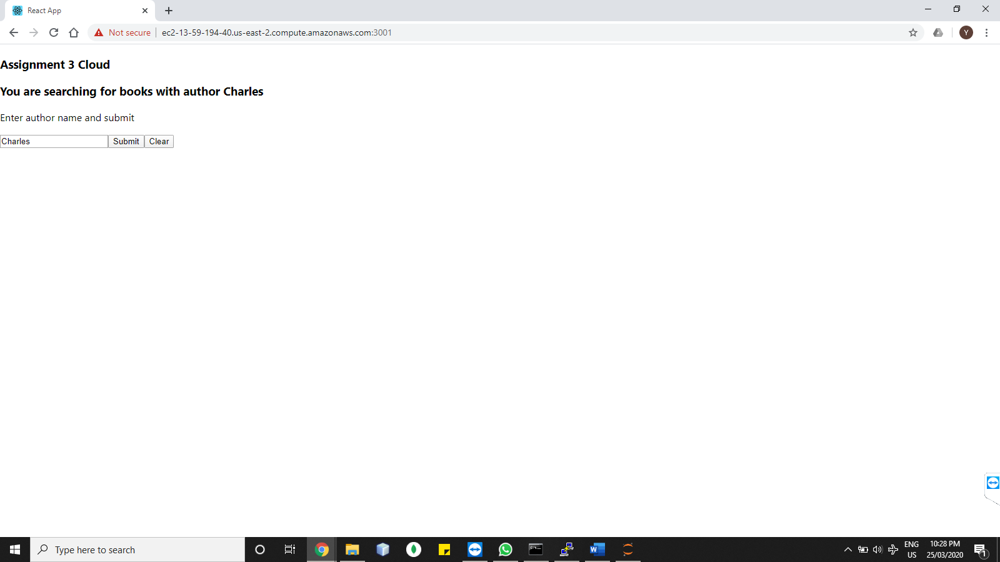 React App
Not secure
ec2-13-59-194-40.us-east-2.compute.amazonaws.com:3001
Y
Assignment 3 Cloud
You are searching for books with author Charles
Enter author name and submit
Charles
Submit
Clear
Type here to search
W
ENG
US
10:28 PM
25/03/2020
1